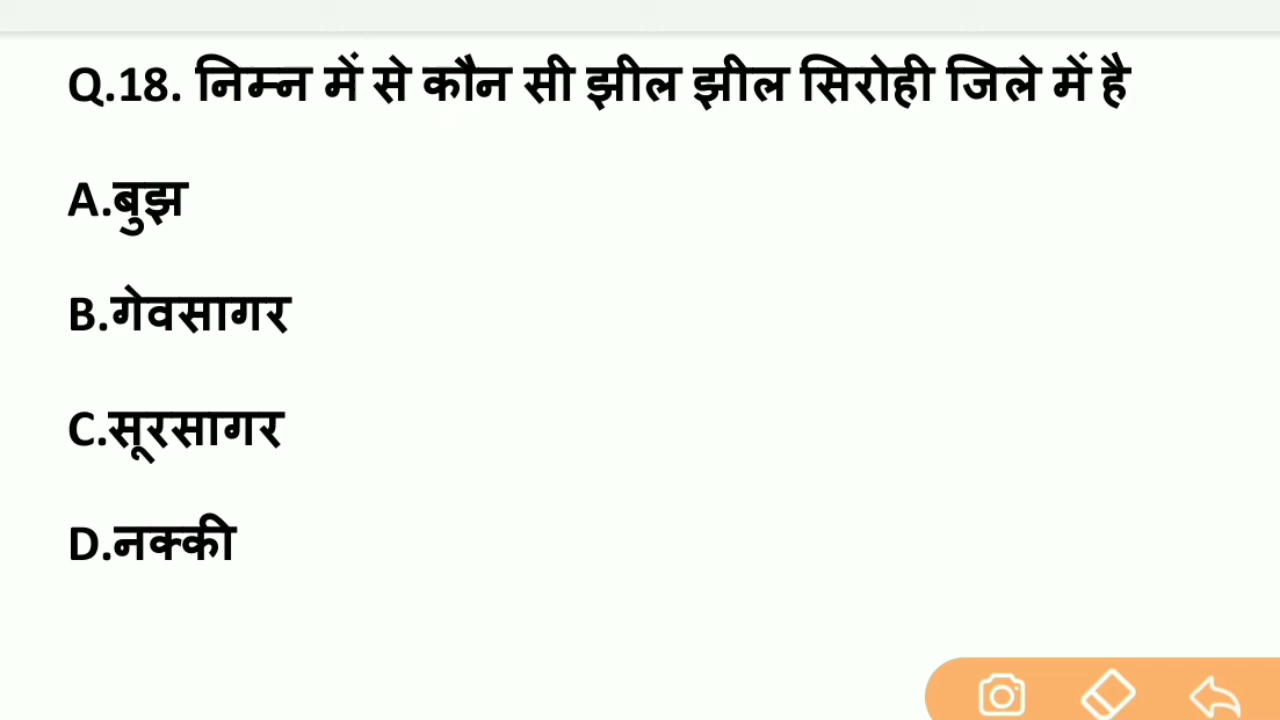 Q.18. निम्न में से कौन सी झील झील सिरोही जिले में है
A.बुझ
B.गेवसागर
C.सूरसागर
D.नक्की